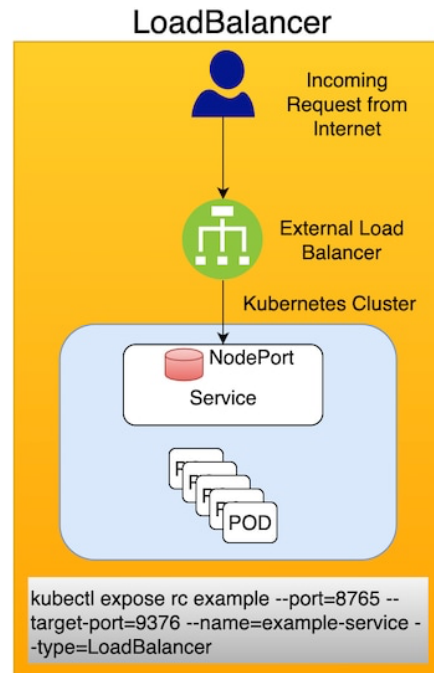 LoadBalancer
Incoming
Request from
Internet
External Load
Balancer
Kubernetes Cluster
NodePort
Service
POD
kubectl expose rc example --port=8765 --
target-port=9376 --name=example-service -
-type=LoadBalancer